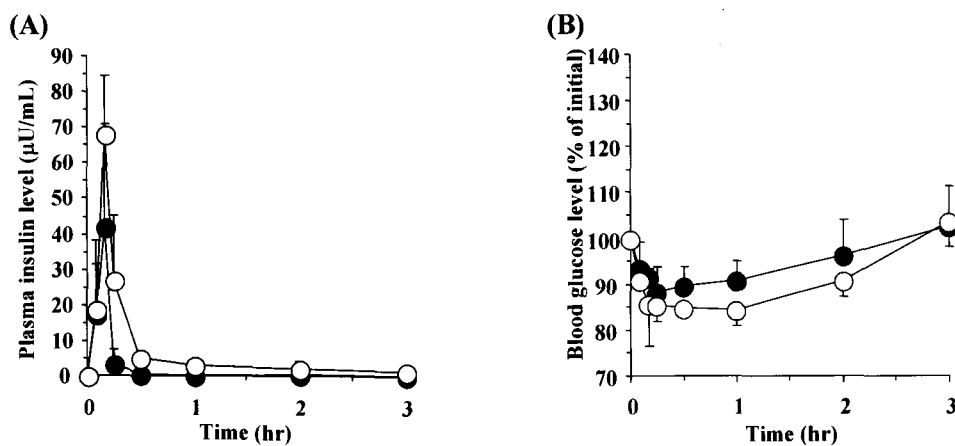 (A)
Plasma insulin level (µU/mL)
90
80
70
60
50
40
30
20
10
0
0 1 2 3
Time (hr)
(B)
Blood glucose level (% of initial)
140
130
120
110
100
90
80
70
0 1 2 3
Time (hr)